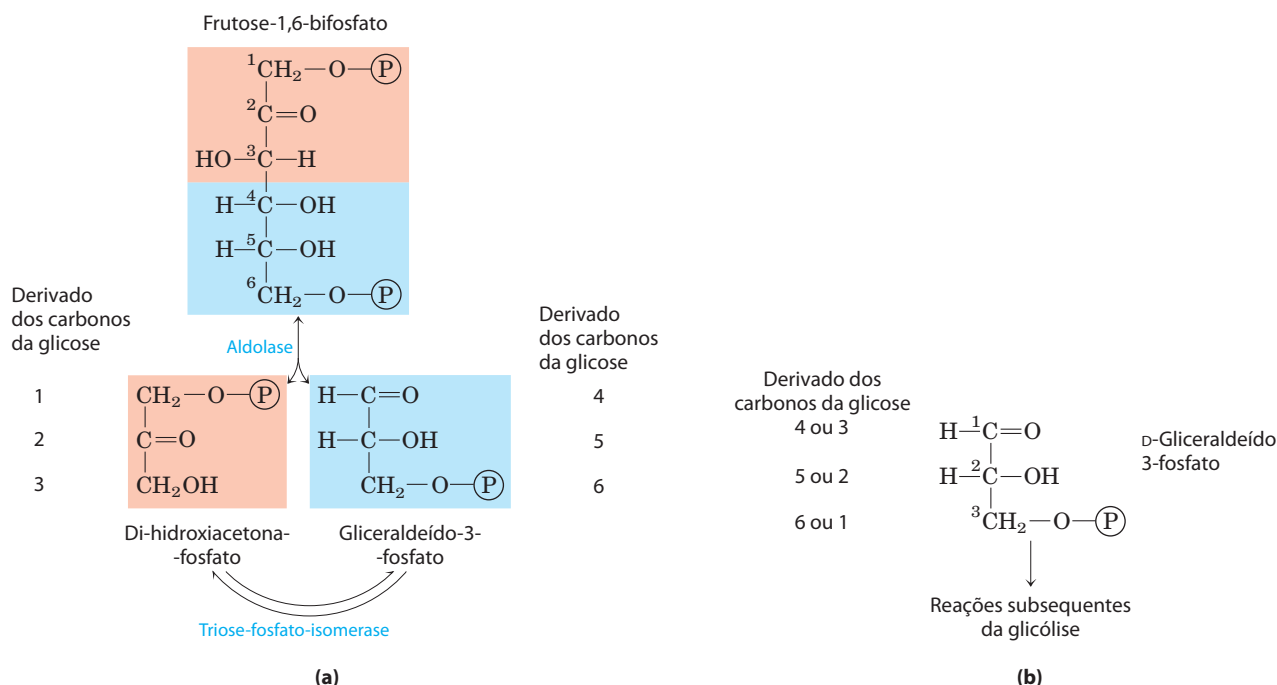 Frutose-1,6-bifosfato
1CH2—O—P
2C=O
HO—3C—H
H—4C—OH
H—5C—OH
6CH2—O—P
Aldolase
Derivado
dos carbonos
da glicose
1
2
3
CH2—O—P
C=O
CH2OH
Di-hidroxiacetona-
-fosfato
H—C=O
H—C—OH
CH2—O—P
Gliceraldeído-3-
-fosfato
Derivado
dos carbonos
da glicose
4
5
6
Triose-fosfato-isomerase
(a)
Derivado dos
carbonos da glicose
4 ou 3
5 ou 2
6 ou 1
H—1C=O
H—2C—OH
3CH2—O—P
D-Gliceraldeído
3-fosfato
Reações subsequentes
da glicólise
(b)